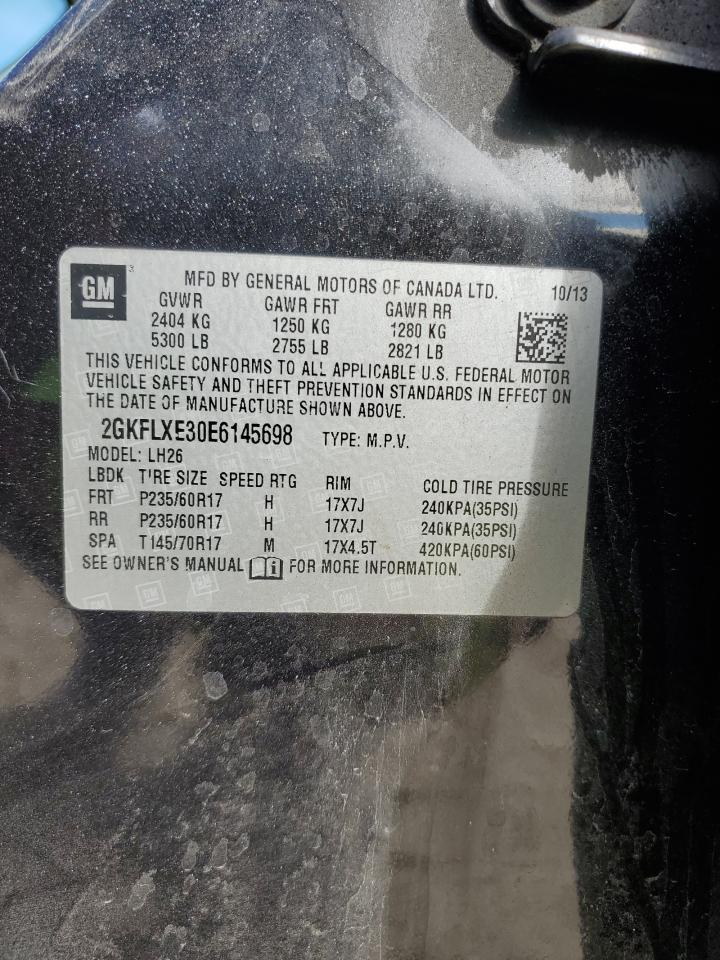 GM
MFD BY GENERAL MOTORS OF CANADA LTD. 10/13
GVWR GAWR FRT GAWR RR
2404 KG 1250 KG 1280 KG
5300 LB 2755 LB 2821 LB
THIS VEHICLE CONFORMS TO ALL APPLICABLE U.S. FEDERAL MOTOR
VEHICLE SAFETY AND THEFT PREVENTION STANDARDS IN EFFECT ON
THE DATE OF MANUFACTURE SHOWN ABOVE.
2GKFLXE30E6145698 TYPE: M.P.V.
MODEL: LH26
LBDK TIRE SIZE SPEED RTG RIM COLD TIRE PRESSURE
FRT P235/60R17 H 17X7J 240KPA(35PSI)
RR P235/60R17 H 17X7J 240KPA(35PSI)
SPA T145/70R17 M 17X4.5T 420KPA(60PSI)
SEE OWNER'S MANUAL FOR MORE INFORMATION.